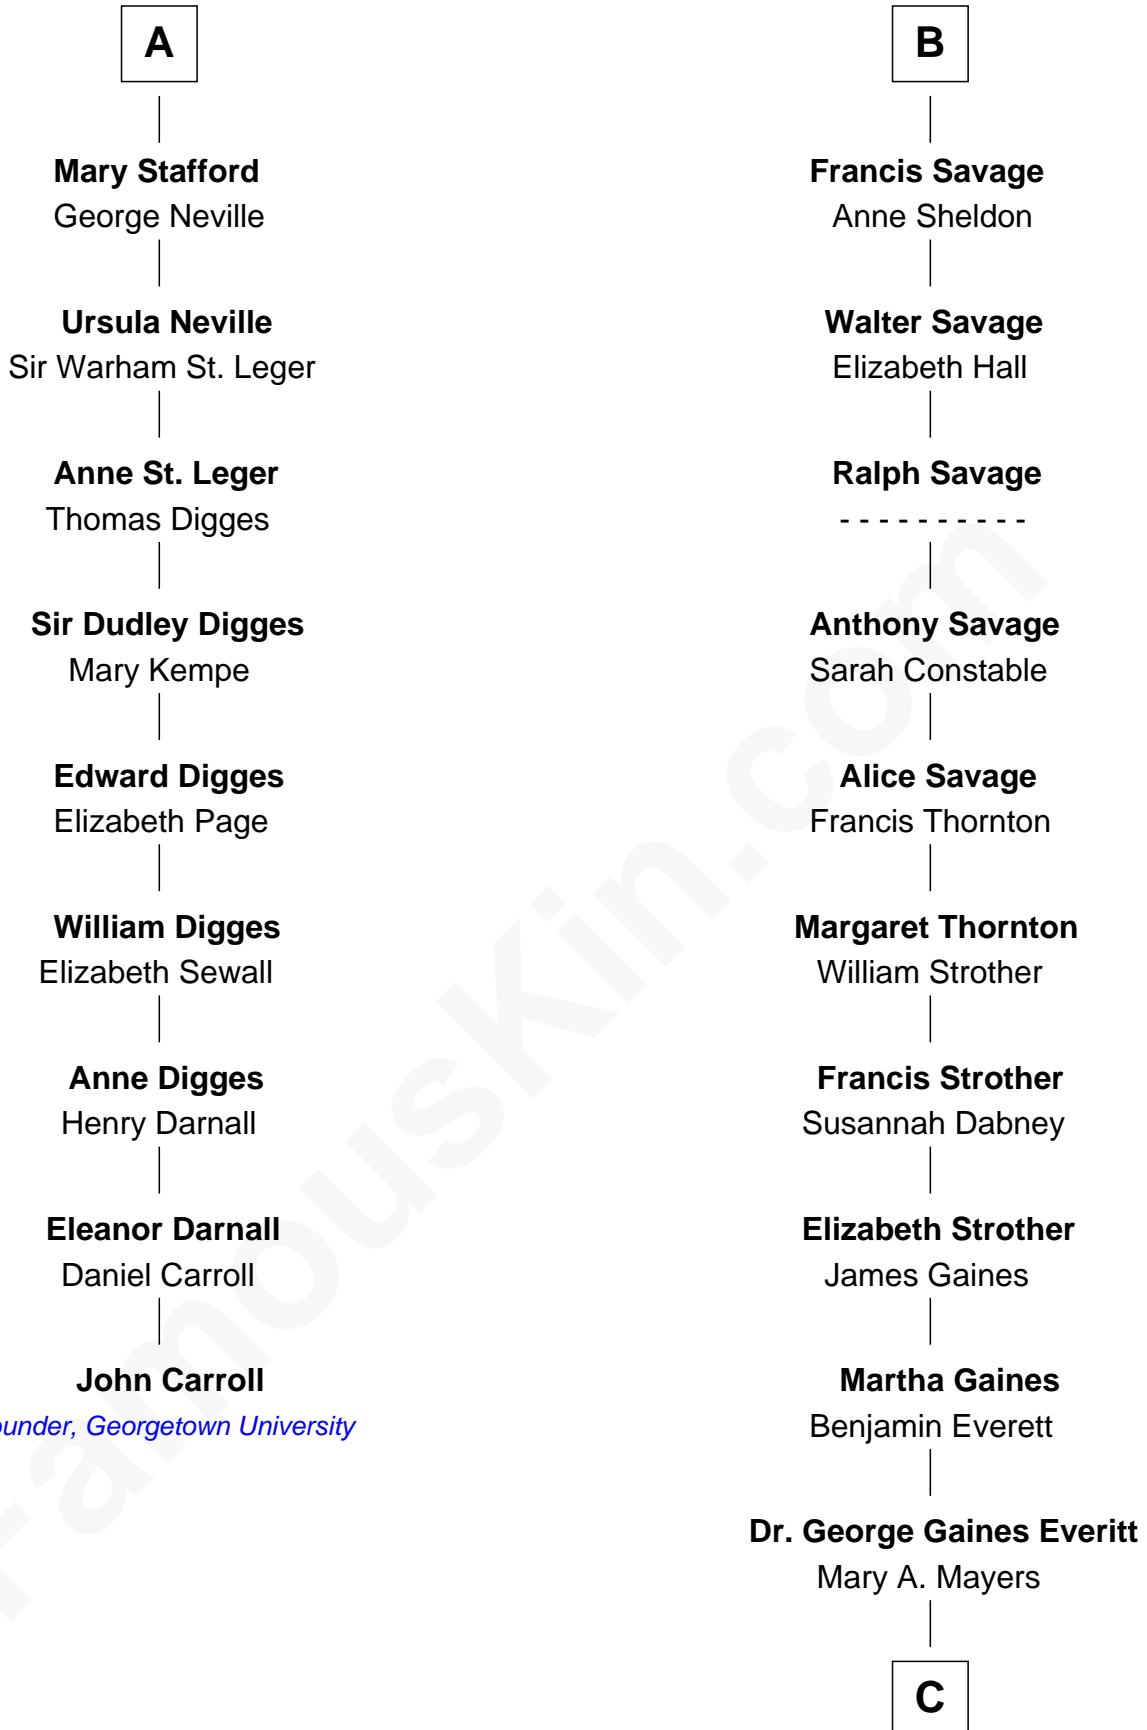 A
Mary Stafford
George Neville
Ursula Neville
Sir Warham St. Leger
Anne St. Leger
Thomas Digges
Sir Dudley Digges
Mary Kempe
Edward Digges
Elizabeth Page
William Digges
Elizabeth Sewall
Anne Digges
Henry Darnall
Eleanor Darnall
Daniel Carroll
John Carroll
Georgetown University
B
Francis Savage
Anne Sheldon
Walter Savage
Elizabeth Hall
Ralph Savage
- - - - - - - - - -
Anthony Savage
Sarah Constable
Alice Savage
Francis Thornton
Margaret Thornton
William Strother
Francis Strother
Susannah Dabney
Elizabeth Strother
James Gaines
Martha Gaines
Benjamin Everett
Dr. George Gaines Everitt
Mary A. Mayers
C
FamousKin.com